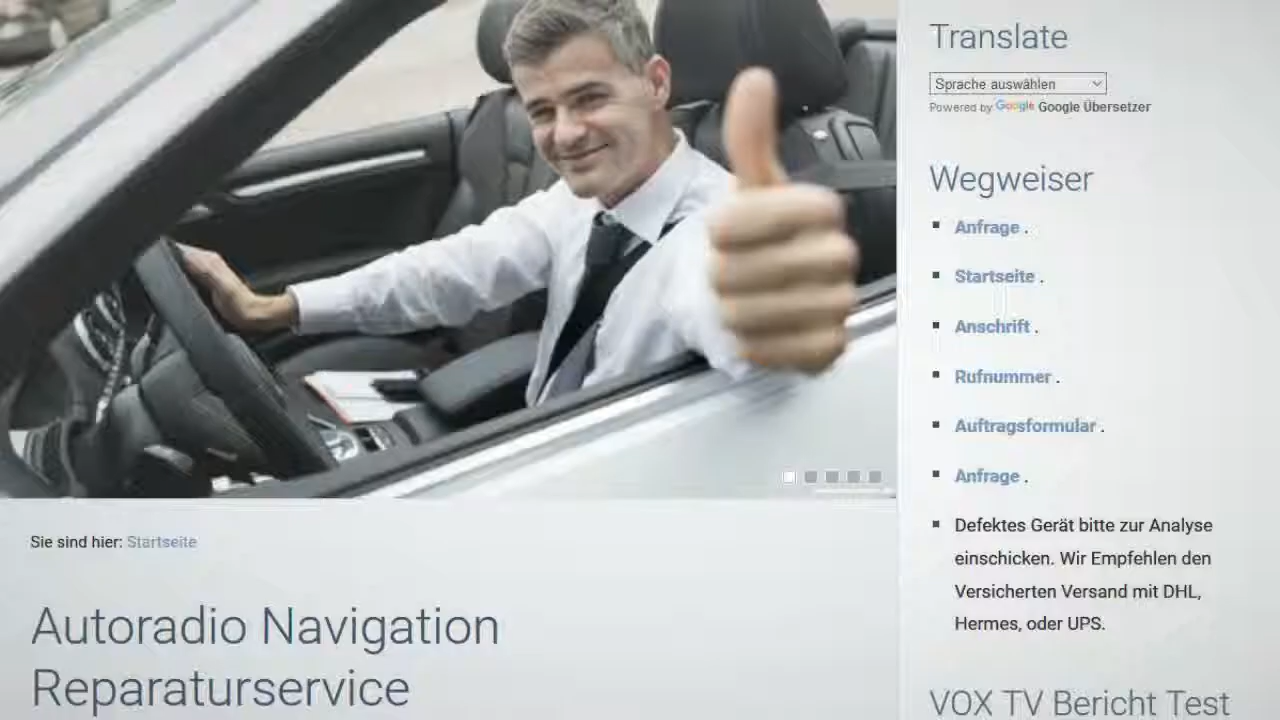 Translate
Sprache auswählen
Powered by Google Google Übersetzer
Wegweiser
Anfrage .
Startseite .
Anschrift .
Rufnummer .
Auftragsformular .
Anfrage .
Defektes Gerät bitte zur Analyse
einschicken. Wir Empfehlen den
Versicherten Versand mit DHL,
Hermes, oder UPS.
VOX TV Bericht Test
Sie sind hier: Startseite
Autoradio Navigation
Reparaturservice